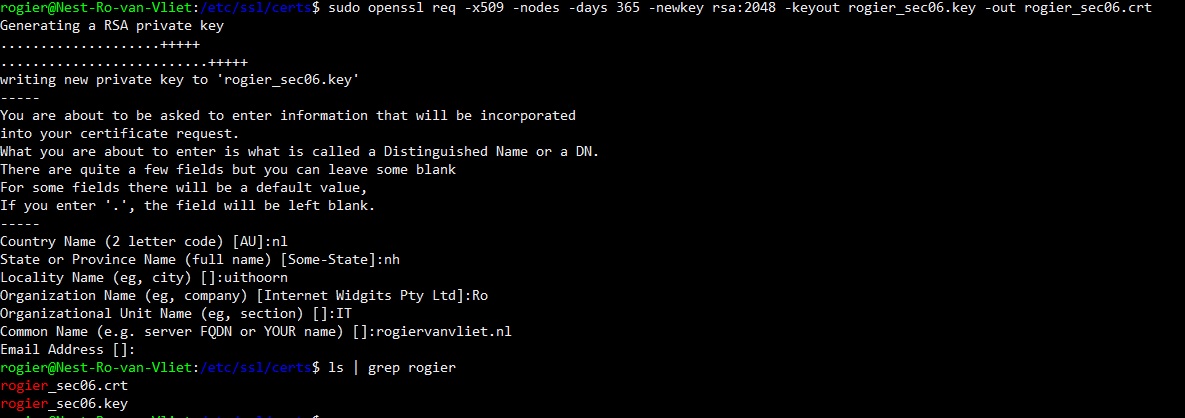 rogier@Nest-Ro-van-Vliet:/etc/ssl/certs$ sudo openssl req -x509 -nodes -days 365 -newkey rsa:2048 -keyout rogier_sec06.key -out rogier_sec06.crt
Generating a RSA private key
....................+++++
..........................+++++
writing new private key to 'rogier_sec06.key'
-----
You are about to be asked to enter information that will be incorporated
into your certificate request.
What you are about to enter is what is called a Distinguished Name or a DN.
There are quite a few fields but you can leave some blank
For some fields there will be a default value,
If you enter '.', the field will be left blank.
-----
Country Name (2 letter code) [AU]:nl
State or Province Name (full name) [Some-State]:nh
Locality Name (eg, city) []:uithoorn
Organization Name (eg, company) [Internet Widgits Pty Ltd]:Ro
Organizational Unit Name (eg, section) []:IT
Common Name (e.g. server FQDN or YOUR name) []:rogiervanvliet.nl
Email Address []:
rogier@Nest-Ro-van-Vliet:/etc/ssl/certs$ ls | grep rogier
rogier_sec06.crt
rogier_sec06.key